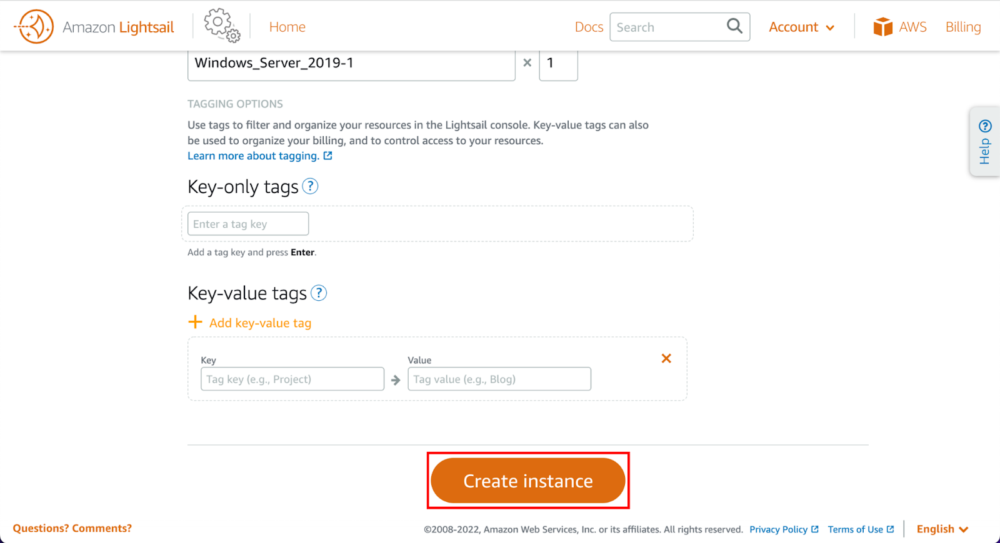 Amazon Lightsail
Home
Docs
Search
Account
AWS
Billing
Windows_Server_2019-1
×
1
TAGGING OPTIONS
Use tags to filter and organize your resources in the Lightsail console. Key-value tags can also
be used to organize your billing, and to control access to your resources.
Learn more about tagging.
? Help
Key-only tags ?
Enter a tag key
Add a tag key and press Enter.
Key-value tags ?
+ Add key-value tag
Key
Value
Tag key (e.g., Project)
Tag value (e.g., Blog)
Create instance
Questions? Comments?
©2008-2022, Amazon Web Services, Inc. or its affiliates. All rights reserved.
Privacy Policy
Terms of Use
English